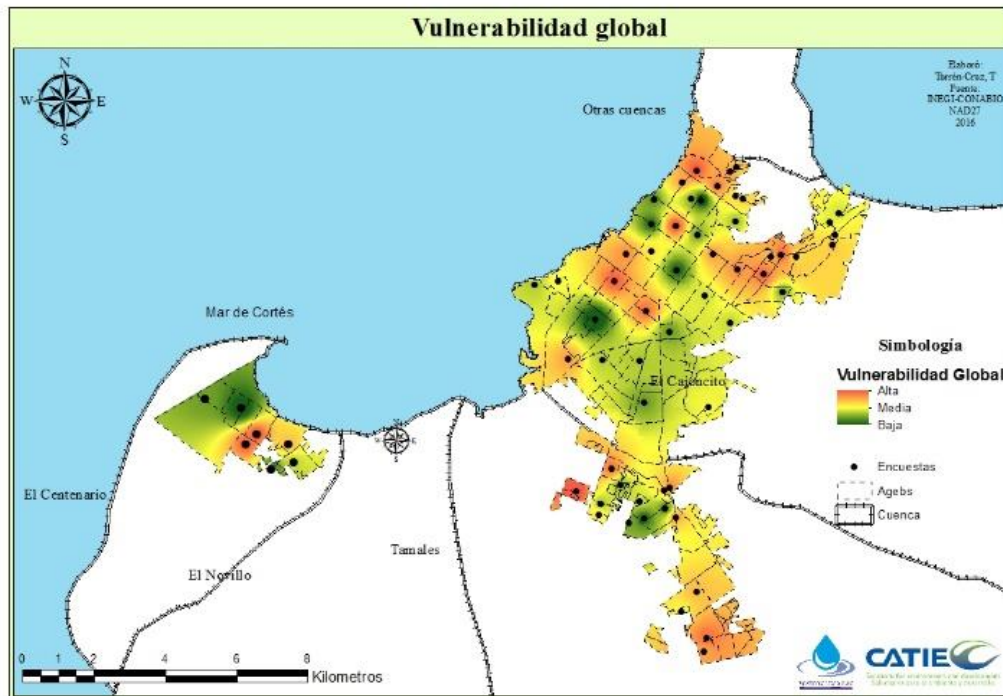 Vulnerabilidad global
N
W E
S
Elaboró:
Therón-Cruz, T
Fuente:
INEGI-CONABIO
NAD27
2016
Otras cuencas
Mar de Cortés
El Cajoncito
Simbología
Vulnerabilidad Global
Alta
Media
Baja
Encuestas
Agebs
Cuenca
El Centenario
El Novillo
Tamales
0 1 2 4 6 8
Kilometros
CATIE